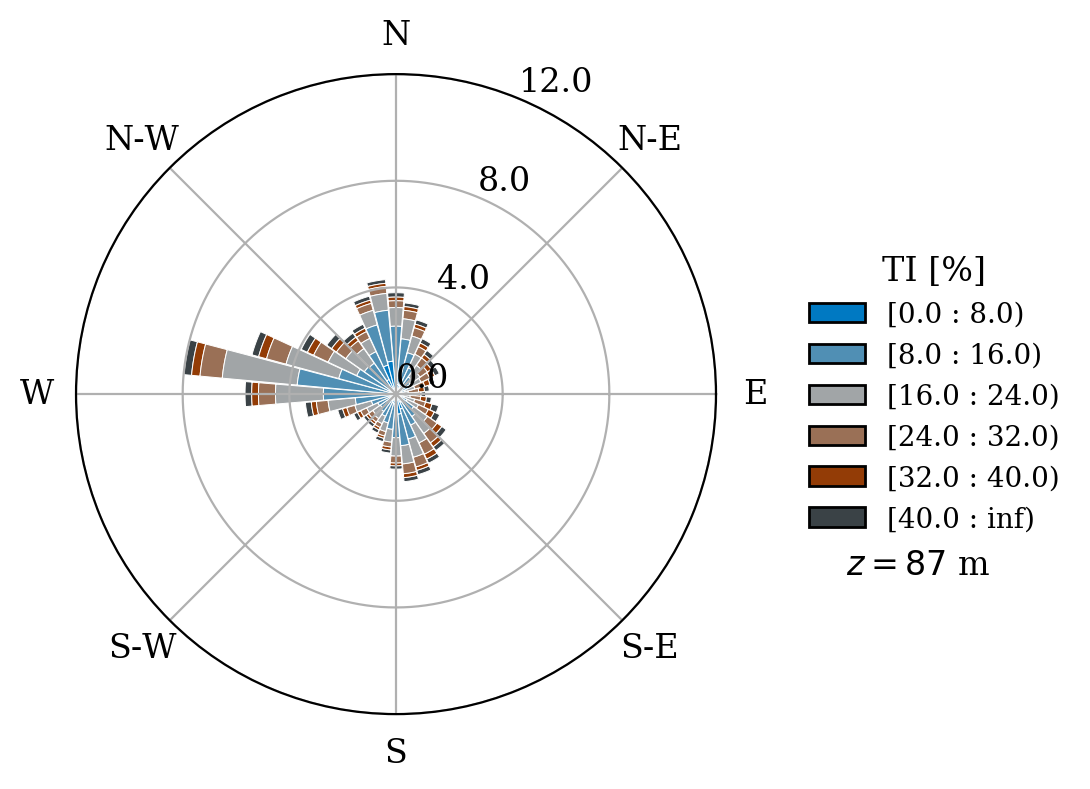 N
12.0
N-W
N-E
8.0
4.0
0.0
W
E
S-W
S-E
S
TI [%]
[0.0 : 8.0)
[8.0 : 16.0)
[16.0 : 24.0)
[24.0 : 32.0)
[32.0 : 40.0)
[40.0 : inf)
z = 87 m